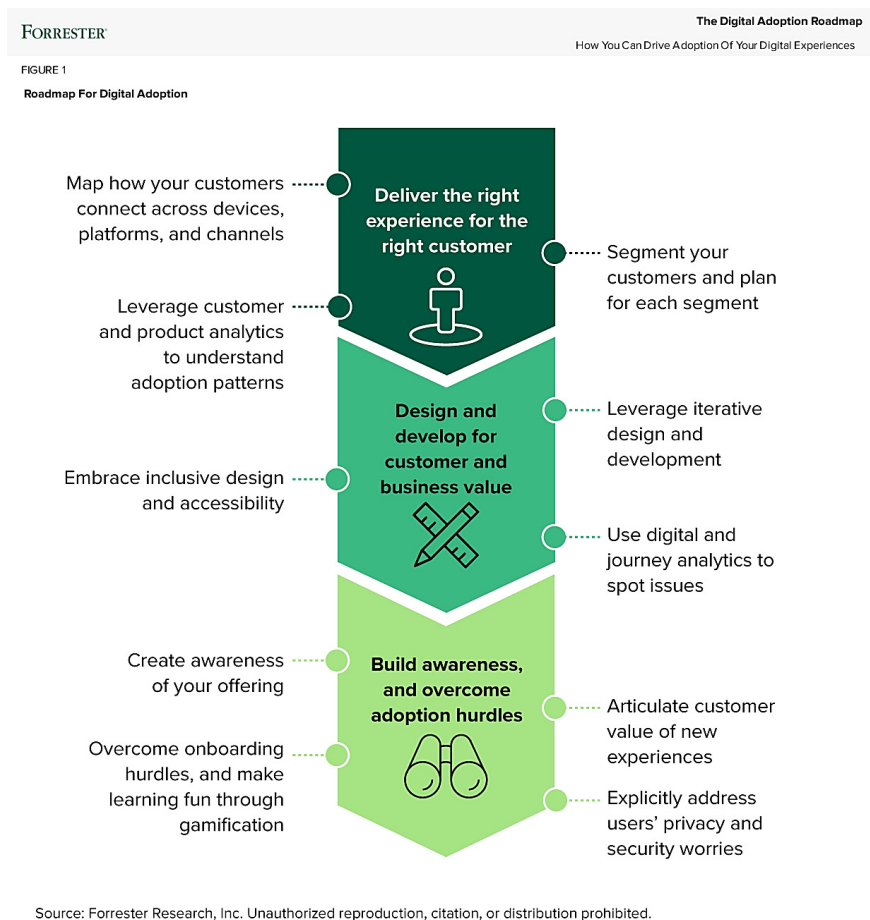 FORRESTER
The Digital Adoption Roadmap
How You Can Drive Adoption Of Your Digital Experiences
FIGURE 1
Roadmap For Digital Adoption
Deliver the right
experience for the
right customer
Map how your customers
connect across devices,
platforms, and channels
Segment your
customers and plan
for each segment
Leverage customer
and product analytics
to understand
adoption patterns
Design and
develop for
customer and
business value
Leverage iterative
design and
development
Embrace inclusive design
and accessibility
Use digital and
journey analytics to
spot issues
Build awareness,
and overcome
adoption hurdles
Create awareness
of your offering
Articulate customer
value of new
experiences
Overcome onboarding
hurdles, and make
learning fun through
gamification
Explicitly address
users’ privacy and
security worries
Source: Forrester Research, Inc. Unauthorized reproduction, citation, or distribution prohibited.